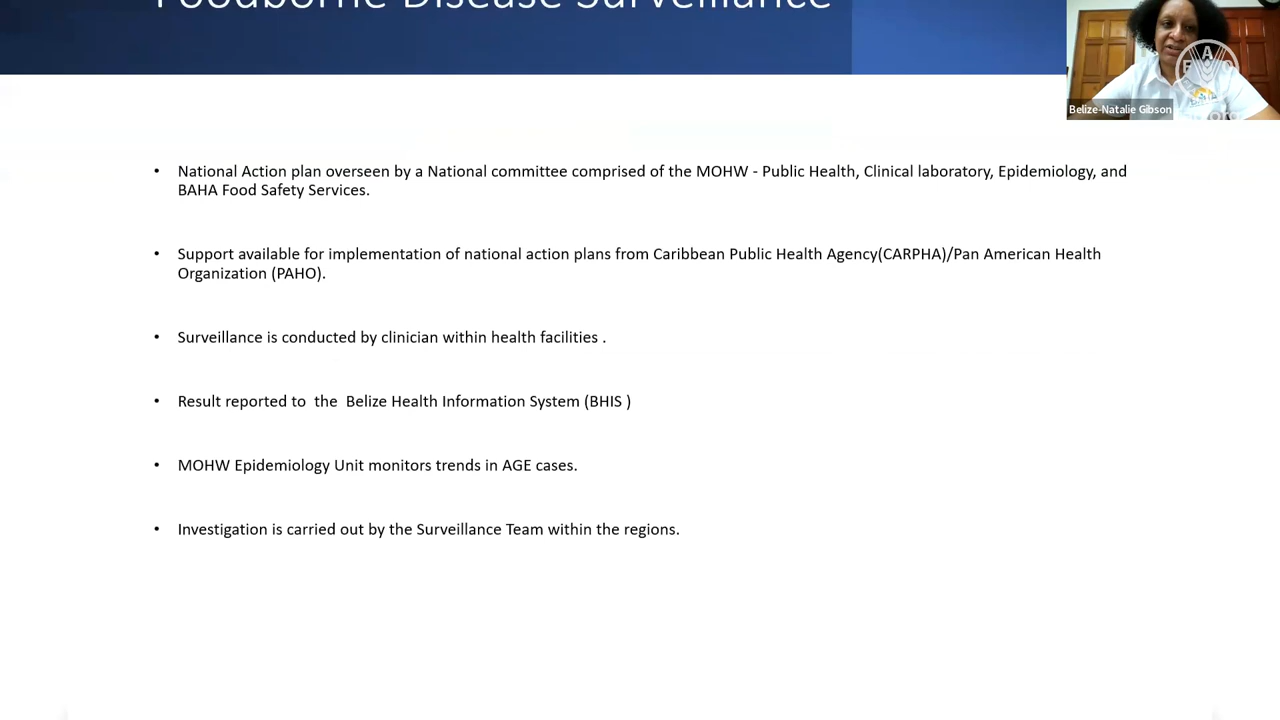 Foodborne Disease Surveillance
Belize-Natalie Gibson
• National Action plan overseen by a National committee comprised of the MOHW - Public Health, Clinical laboratory, Epidemiology, and
BAHA Food Safety Services.
• Support available for implementation of national action plans from Caribbean Public Health Agency(CARPHA)/Pan American Health
Organization (PAHO).
• Surveillance is conducted by clinician within health facilities .
• Result reported to  the  Belize Health Information System (BHIS )
• MOHW Epidemiology Unit monitors trends in AGE cases.
• Investigation is carried out by the Surveillance Team within the regions.